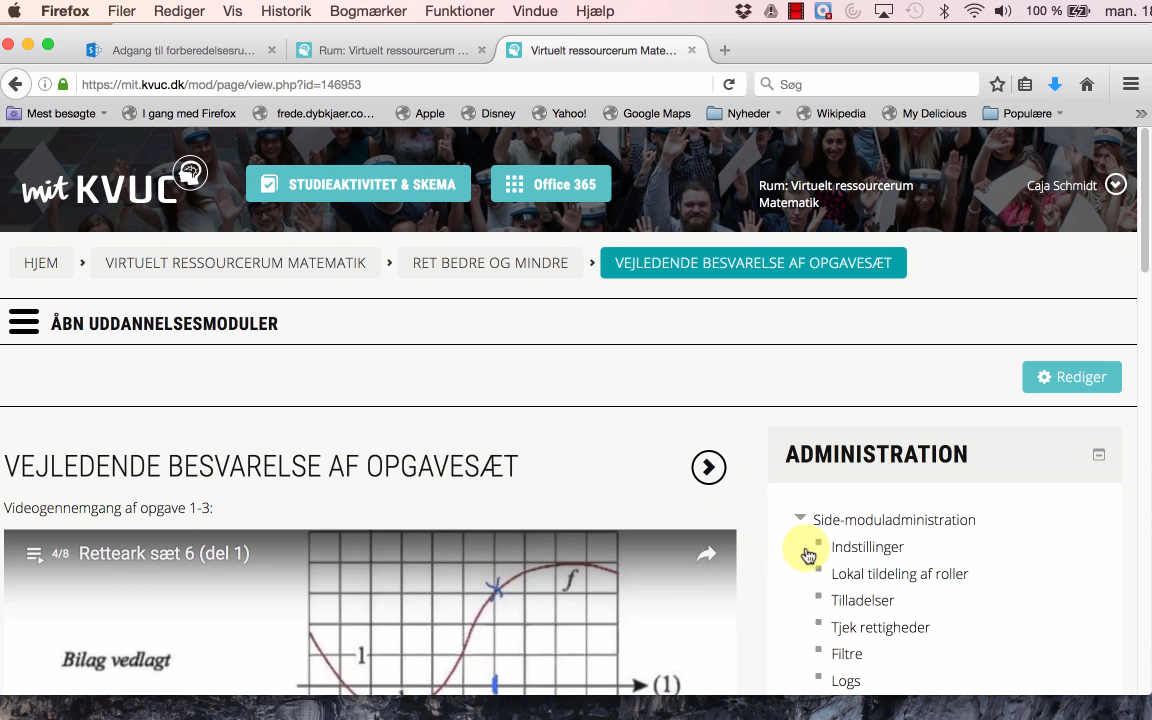 Firefox Filer Rediger Vis Historik Bogmærker Funktioner Vindue Hjælp 100 % man. 18
Adgang til forberedelsesru... Rum: Virtuelt ressourcerum ... Virtuelt ressourcerum Mate...
https://mit.kvuc.dk/mod/page/view.php?id=146953 Søg
Mest besøgte I gang med Firefox frede.dybkjaer.co... Apple Disney Yahoo! Google Maps Nyheder Wikipedia My Delicious Populære
mit KVUC STUDIEAKTIVITET & SKEMA Office 365 Rum: Virtuelt ressourcerum Caja Schmidt
Matematik
HJEM VIRTUELT RESSOURCERUM MATEMATIK RET BEDRE OG MINDRE VEJLEDENDE BESVARELSE AF OPGAVESÆT
ÅBN UDDANNELSESMODULER
Rediger
VEJLEDENDE BESVARELSE AF OPGAVESÆT
Videogennemgang af opgave 1-3:
4/8 Retteark sæt 6 (del 1)
f
Bilag vedlagt
1
(1)
ADMINISTRATION
Side-moduladministration
Indstillinger
Lokal tildeling af roller
Tilladelser
Tjek rettigheder
Filtre
Logs